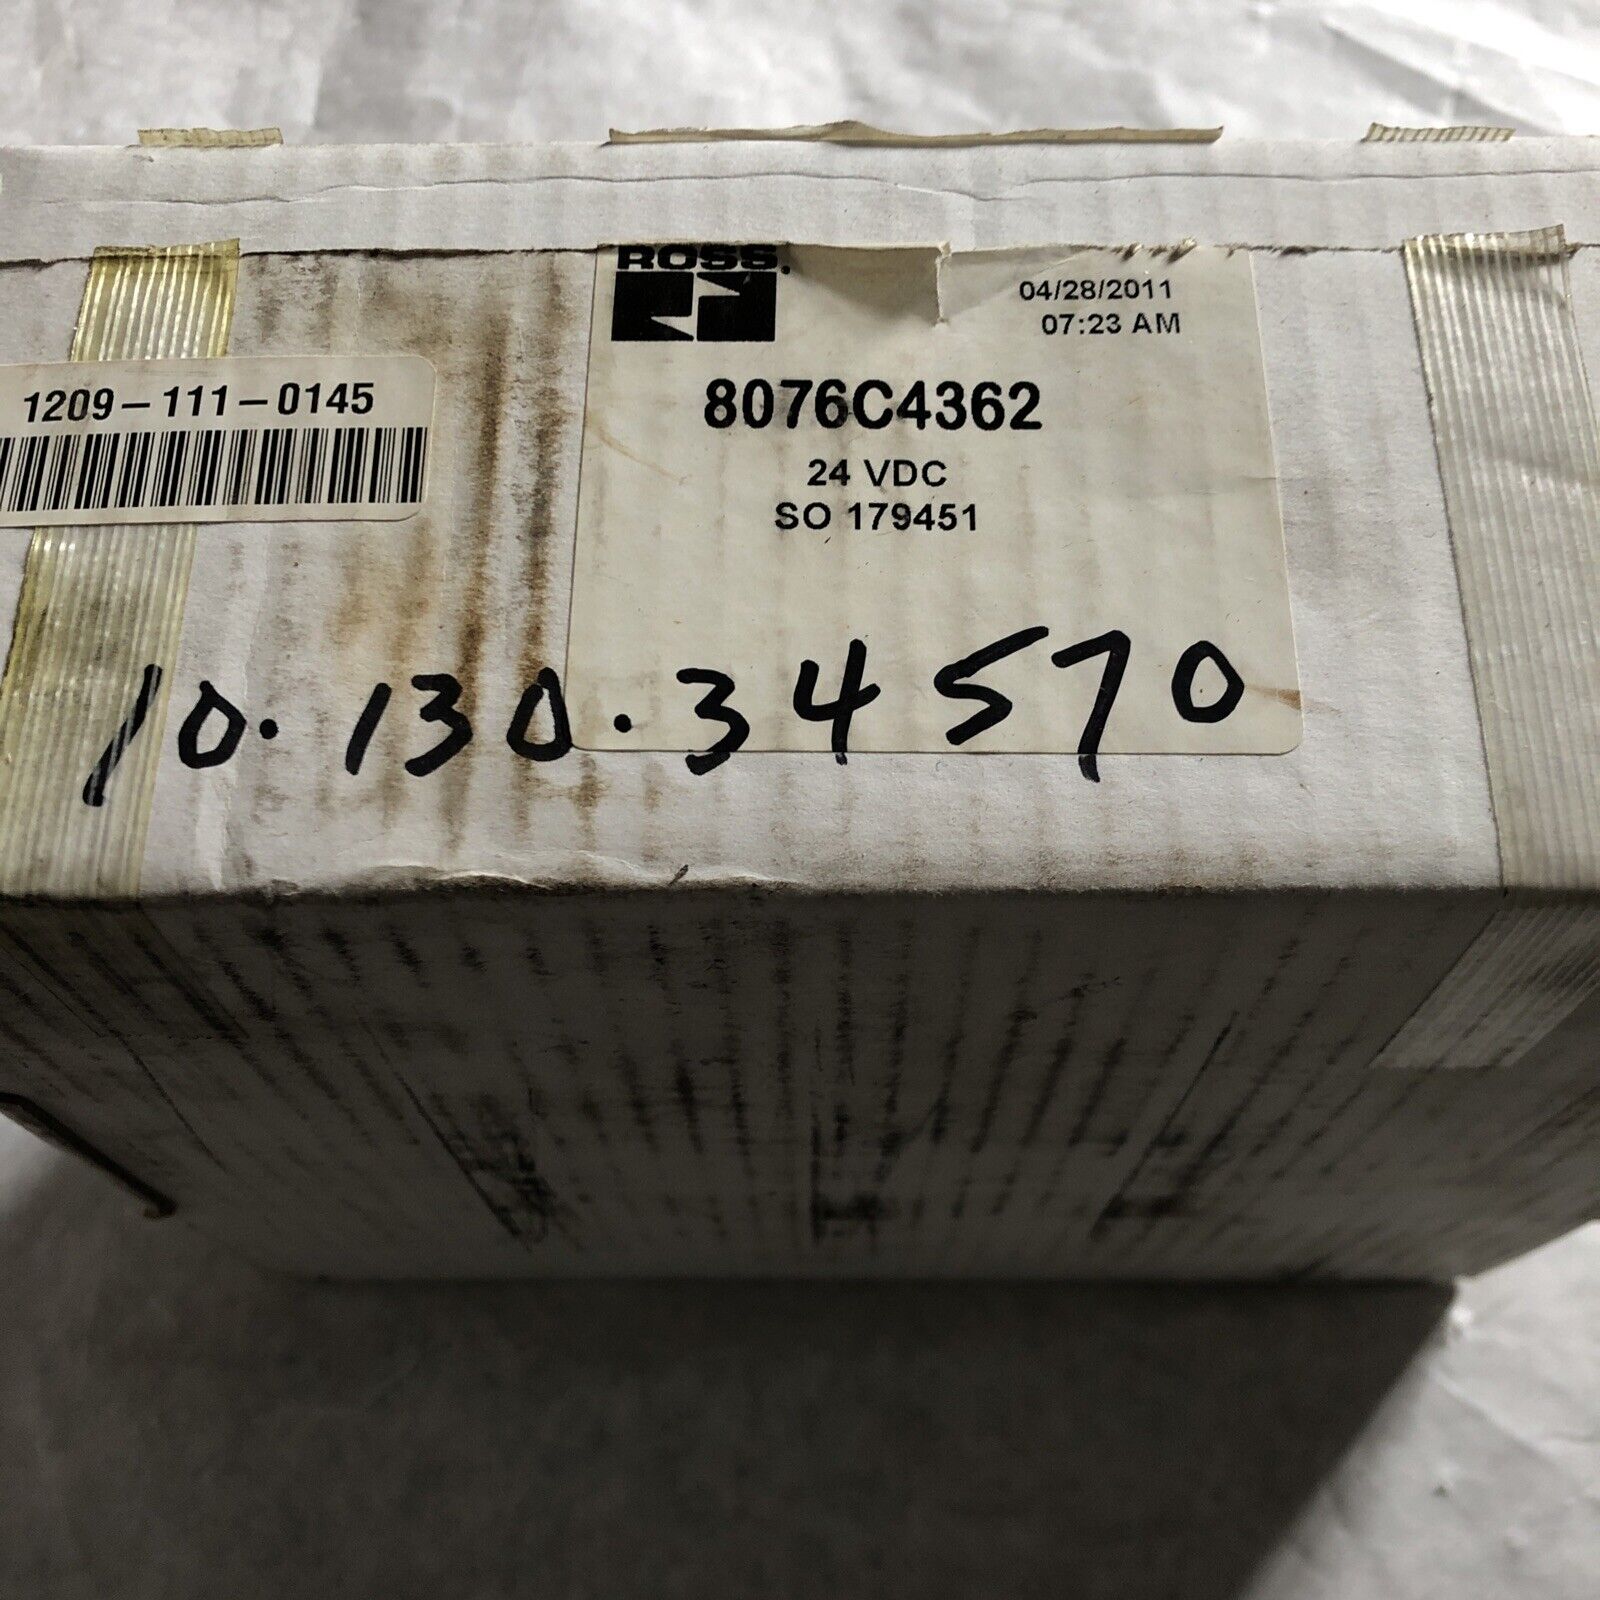 ROSS.
04/28/2011
07:23 AM
1209-111-0145
8076C4362
24 VDC
SO 179451
10.130.34570